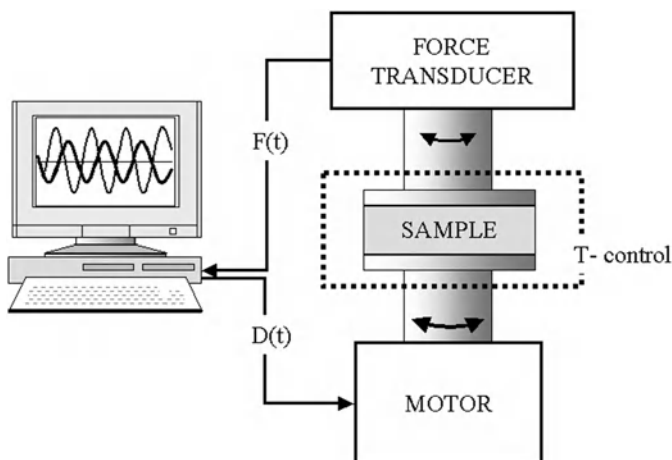 FORCE
TRANSDUCER
F(t)
SAMPLE
T- control
D(t)
MOTOR